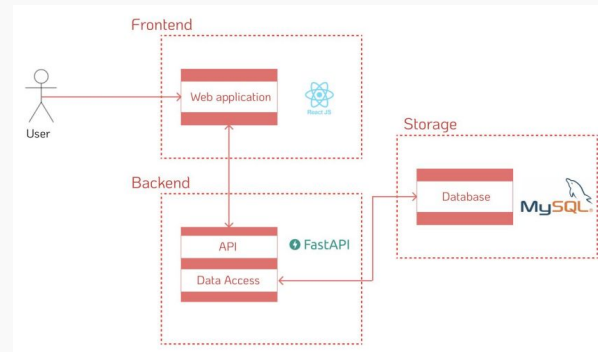 Frontend
Web application
React JS
User
Storage
Database
MySQL®
Backend
API
FastAPI
Data Access